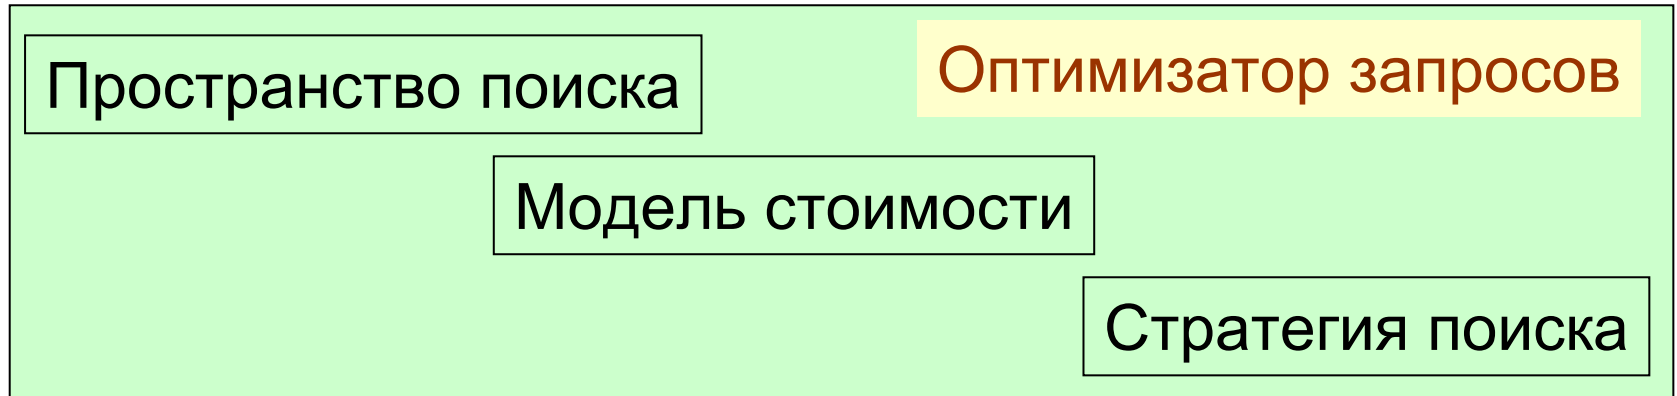 Пространство поиска
Оптимизатор запросов
Модель стоимости
Стратегия поиска